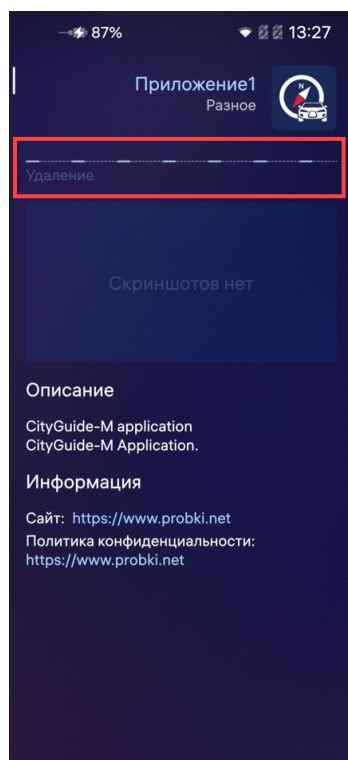 87%
13:27
Приложение1
Разное
N
Удаление
Скриншотов нет
Описание
CityGuide-M application
CityGuide-M Application.
Информация
Сайт: https://www.probki.net
Политика конфиденциальности:
https://www.probki.net